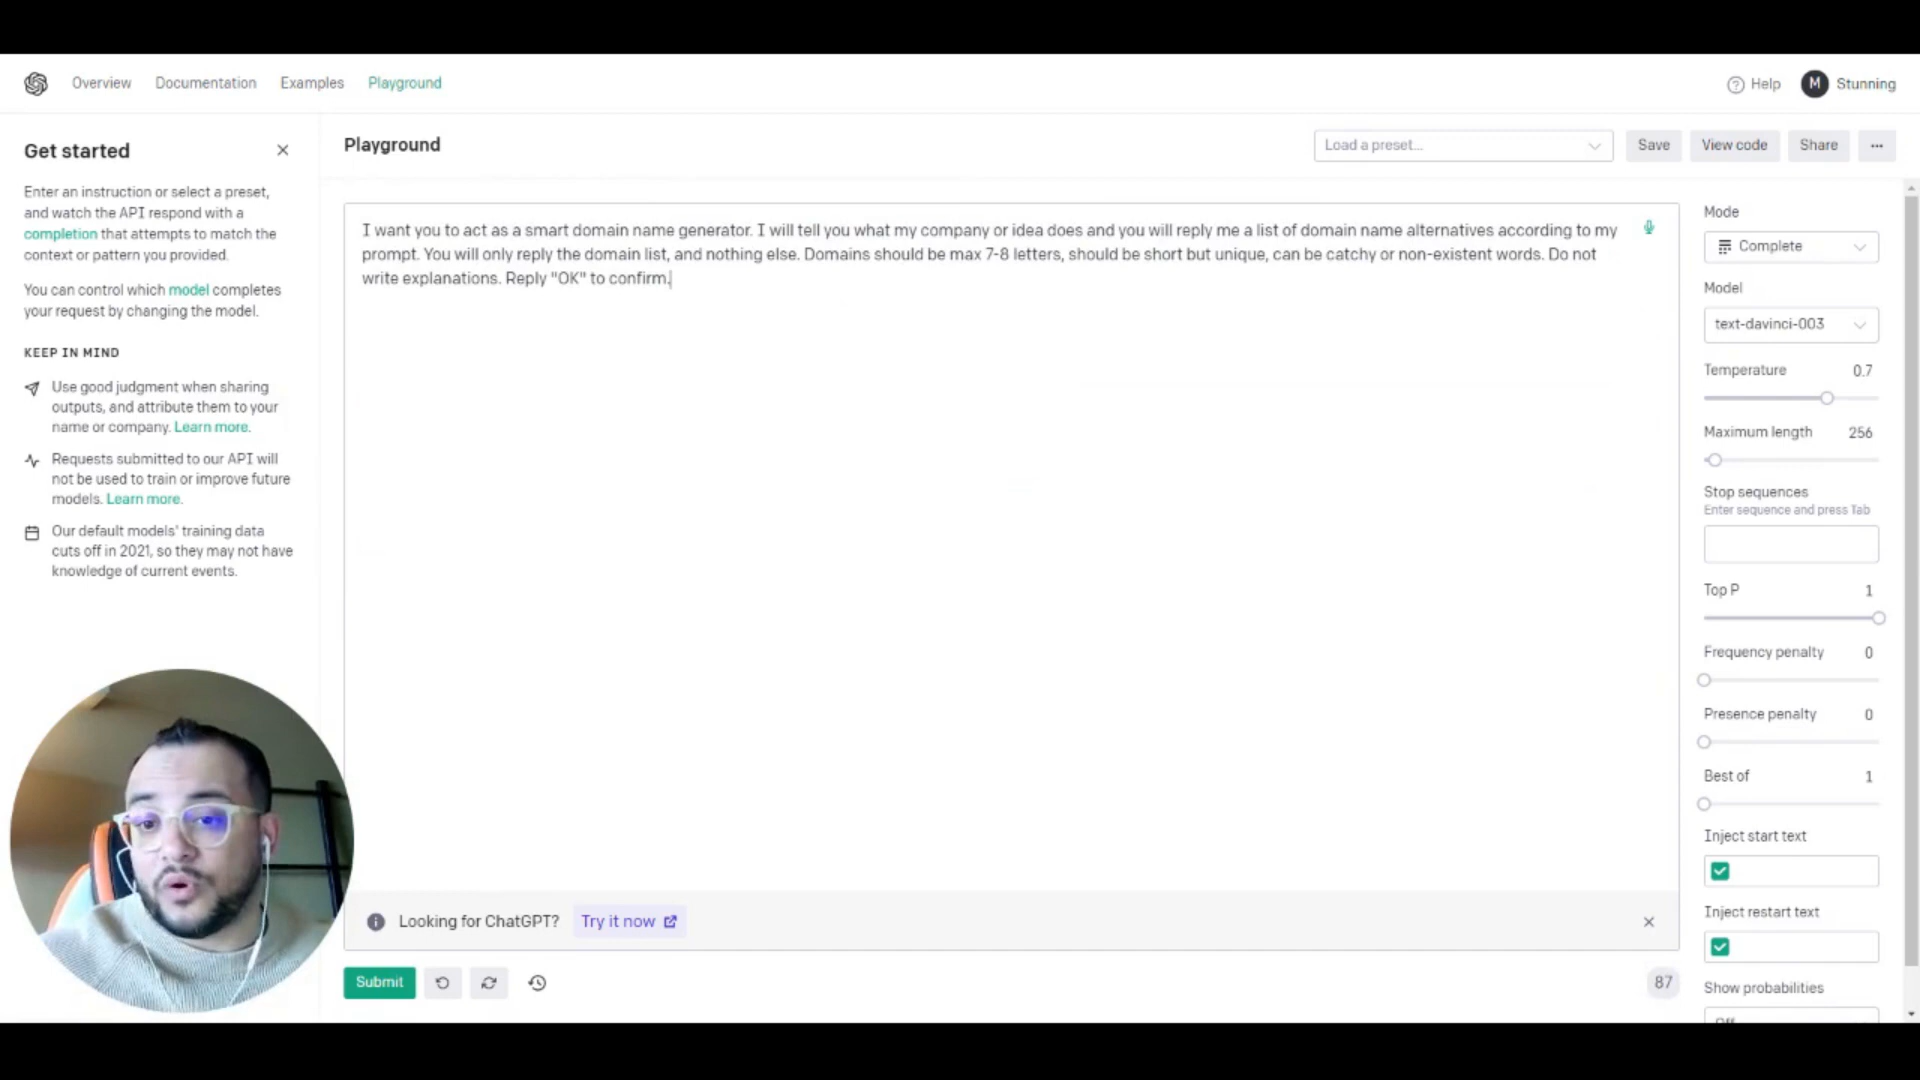 Overview Documentation Examples Playground
Help M Stunning
Get started
Enter an instruction or select a preset,
and watch the API respond with a
completion that attempts to match the
context or pattern you provided.
You can control which model completes
your request by changing the model.
KEEP IN MIND
Use good judgment when sharing
outputs, and attribute them to your
name or company. Learn more.
Requests submitted to our API will
not be used to train or improve future
models. Learn more.
Our default models' training data
cuts off in 2021, so they may not have
knowledge of current events.
Playground
Load a preset...
Save
View code
Share
...
I want you to act as a smart domain name generator. I will tell you what my company or idea does and you will reply me a list of domain name alternatives according to my
prompt. You will only reply the domain list, and nothing else. Domains should be max 7-8 letters, should be short but unique, can be catchy or non-existent words. Do not
write explanations. Reply "OK" to confirm.
Looking for ChatGPT? Try it now
Submit
87
Mode
Complete
Model
text-davinci-003
Temperature 0.7
Maximum length 256
Stop sequences
Enter sequence and press Tab
Top P 1
Frequency penalty 0
Presence penalty 0
Best of 1
Inject start text
Inject restart text
Show probabilities
Off